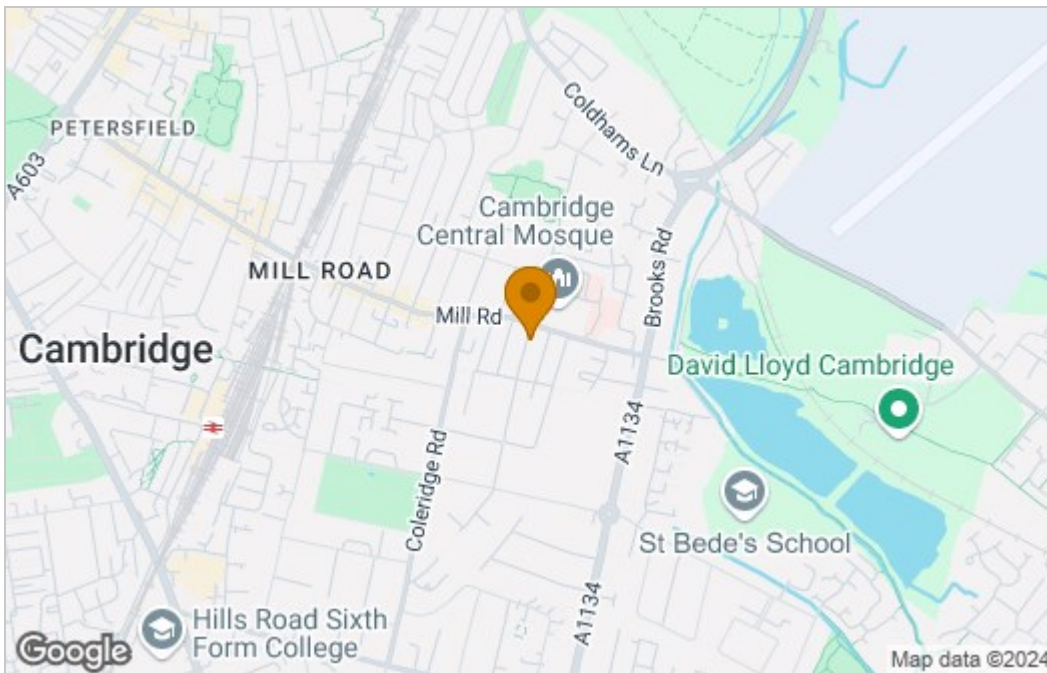 PETERSFIELD
A603
Coldhams Ln
Cambridge
Central Mosque
MILL ROAD
Mill Rd
Brooks Rd
Cambridge
David Lloyd Cambridge
Coleridge Rd
A1134
St Bede's School
A1134
Hills Road Sixth
Form College
Google
Map data ©2024